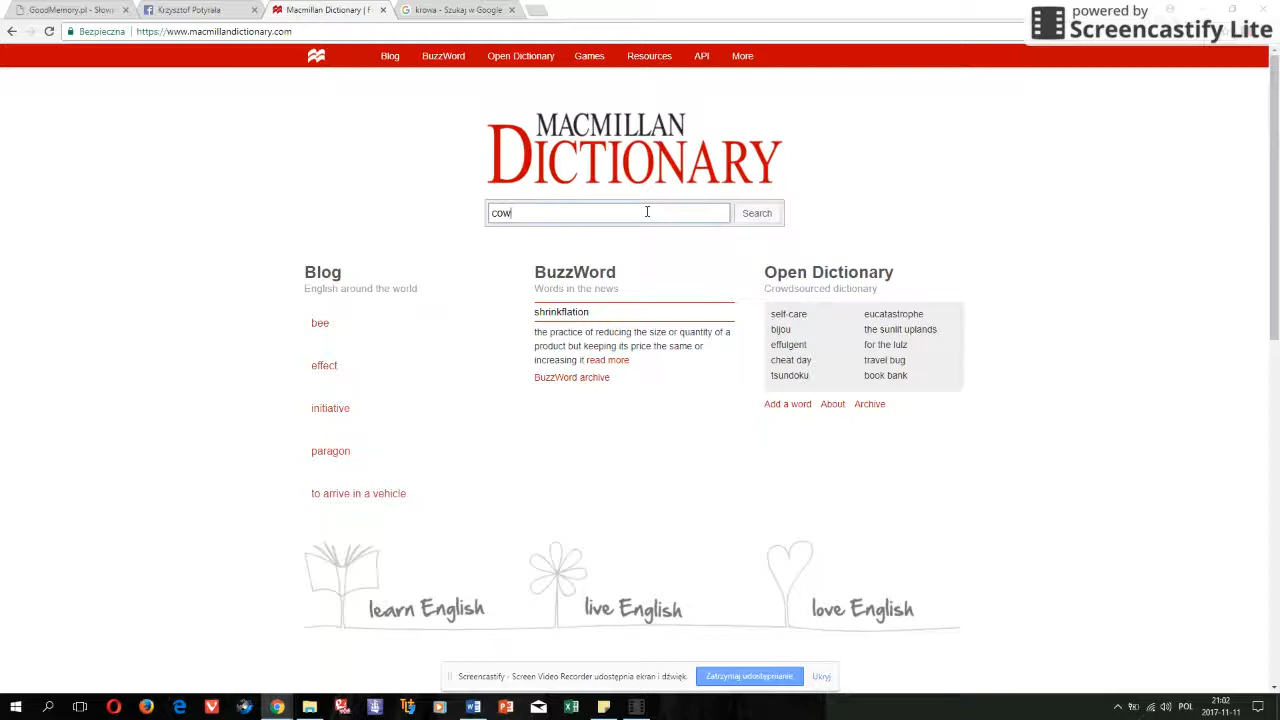 GoodMemory.pl - Słow
Krzysztof Potyrała
Macmillan Dictionary | F
krowa - Szukaj w Google
powered by
Screencastify Lite
Bezpieczna
https://www.macmillandictionary.com
Blog
BuzzWord
Open Dictionary
Games
Resources
API
More
MACMILLAN
DICTIONARY
cow
Search
Blog
English around the world
bee
effect
initiative
paragon
to arrive in a vehicle
BuzzWord
Words in the news
shrinkflation
the practice of reducing the size or quantity of a
product but keeping its price the same or
increasing it read more
BuzzWord archive
Open Dictionary
Crowdsourced dictionary
self-care eucatastrophe
bijou the sunlit uplands
effulgent for the lulz
cheat day travel bug
tsundoku book bank
Add a word About Archive
learn English
live English
love English
Screencastify - Screen Video Recorder udostępnia ekran i dźwięk.
Zatrzymaj udostępnianie
Ukryj
POL
21:02
2017-11-11